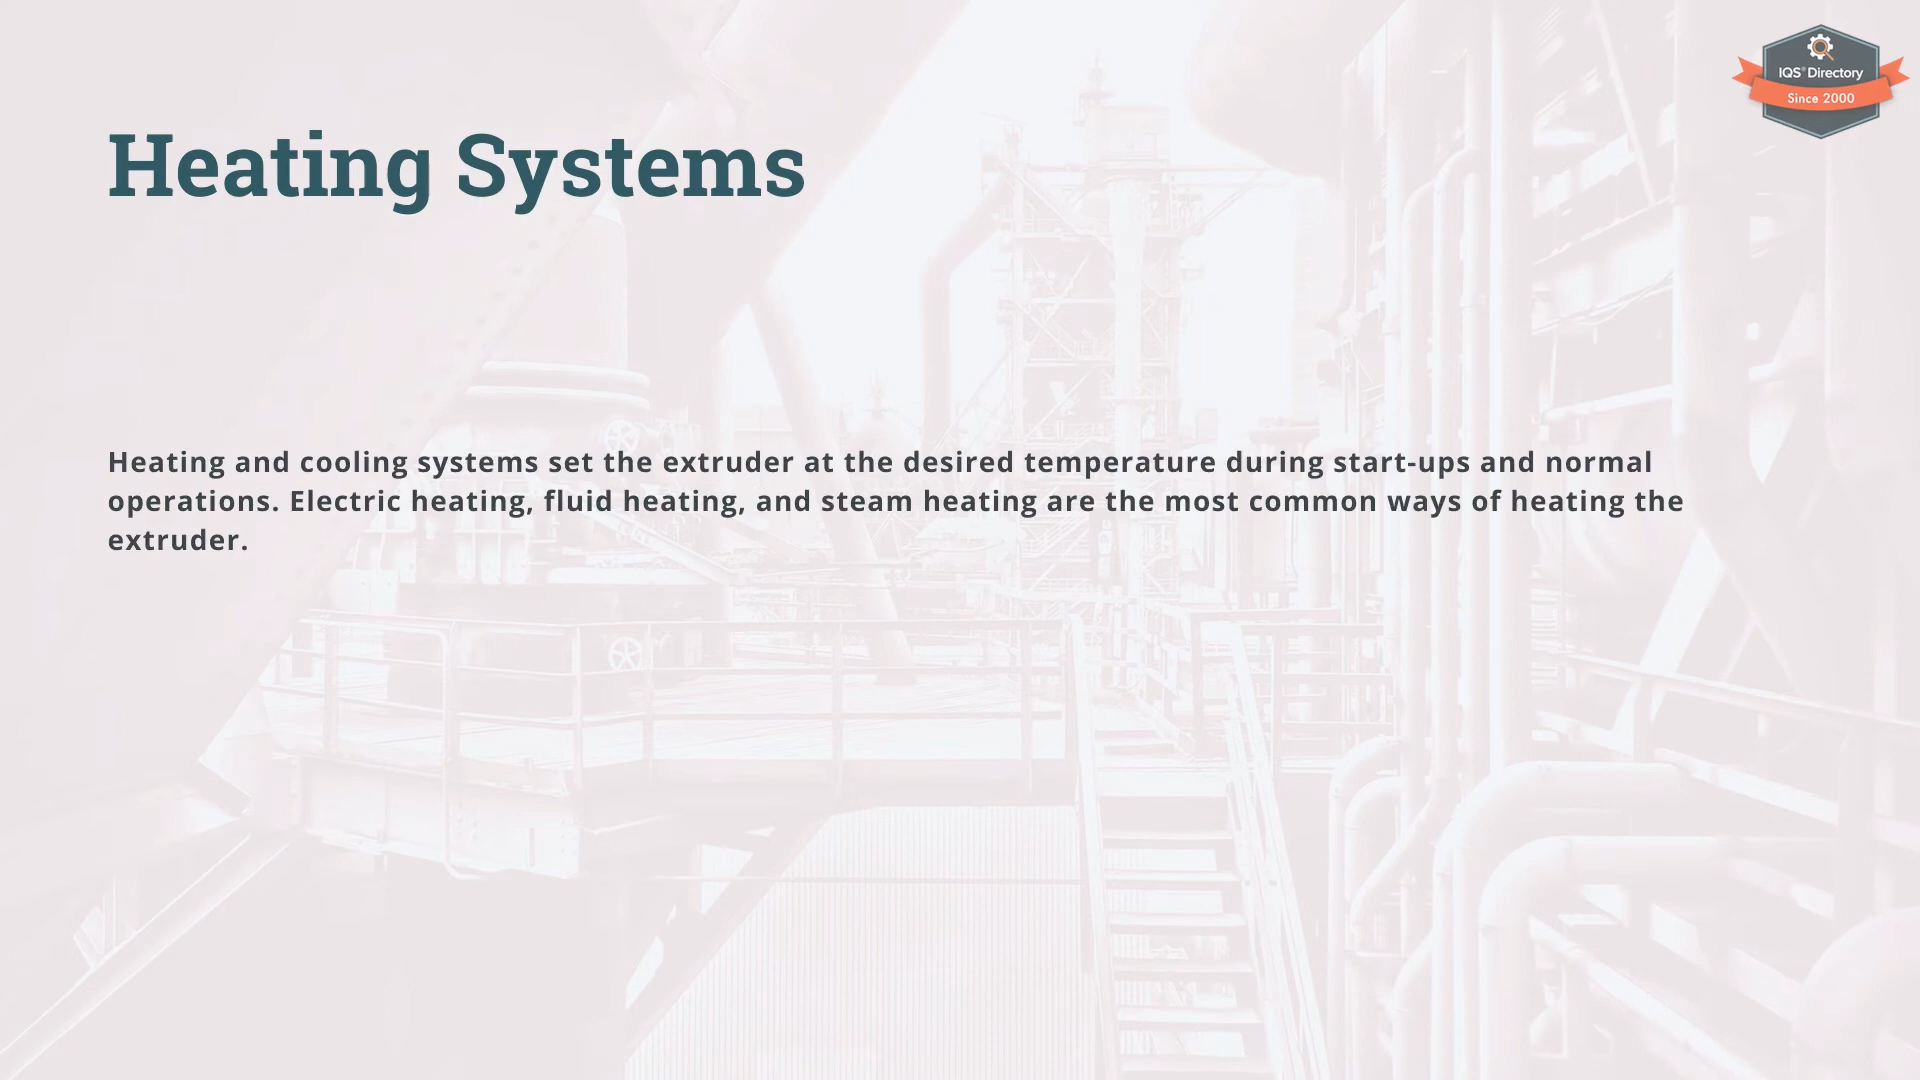 IQS® Directory
Since 2000
Heating Systems
Heating and cooling systems set the extruder at the desired temperature during start-ups and normal
operations. Electric heating, fluid heating, and steam heating are the most common ways of heating the
extruder.